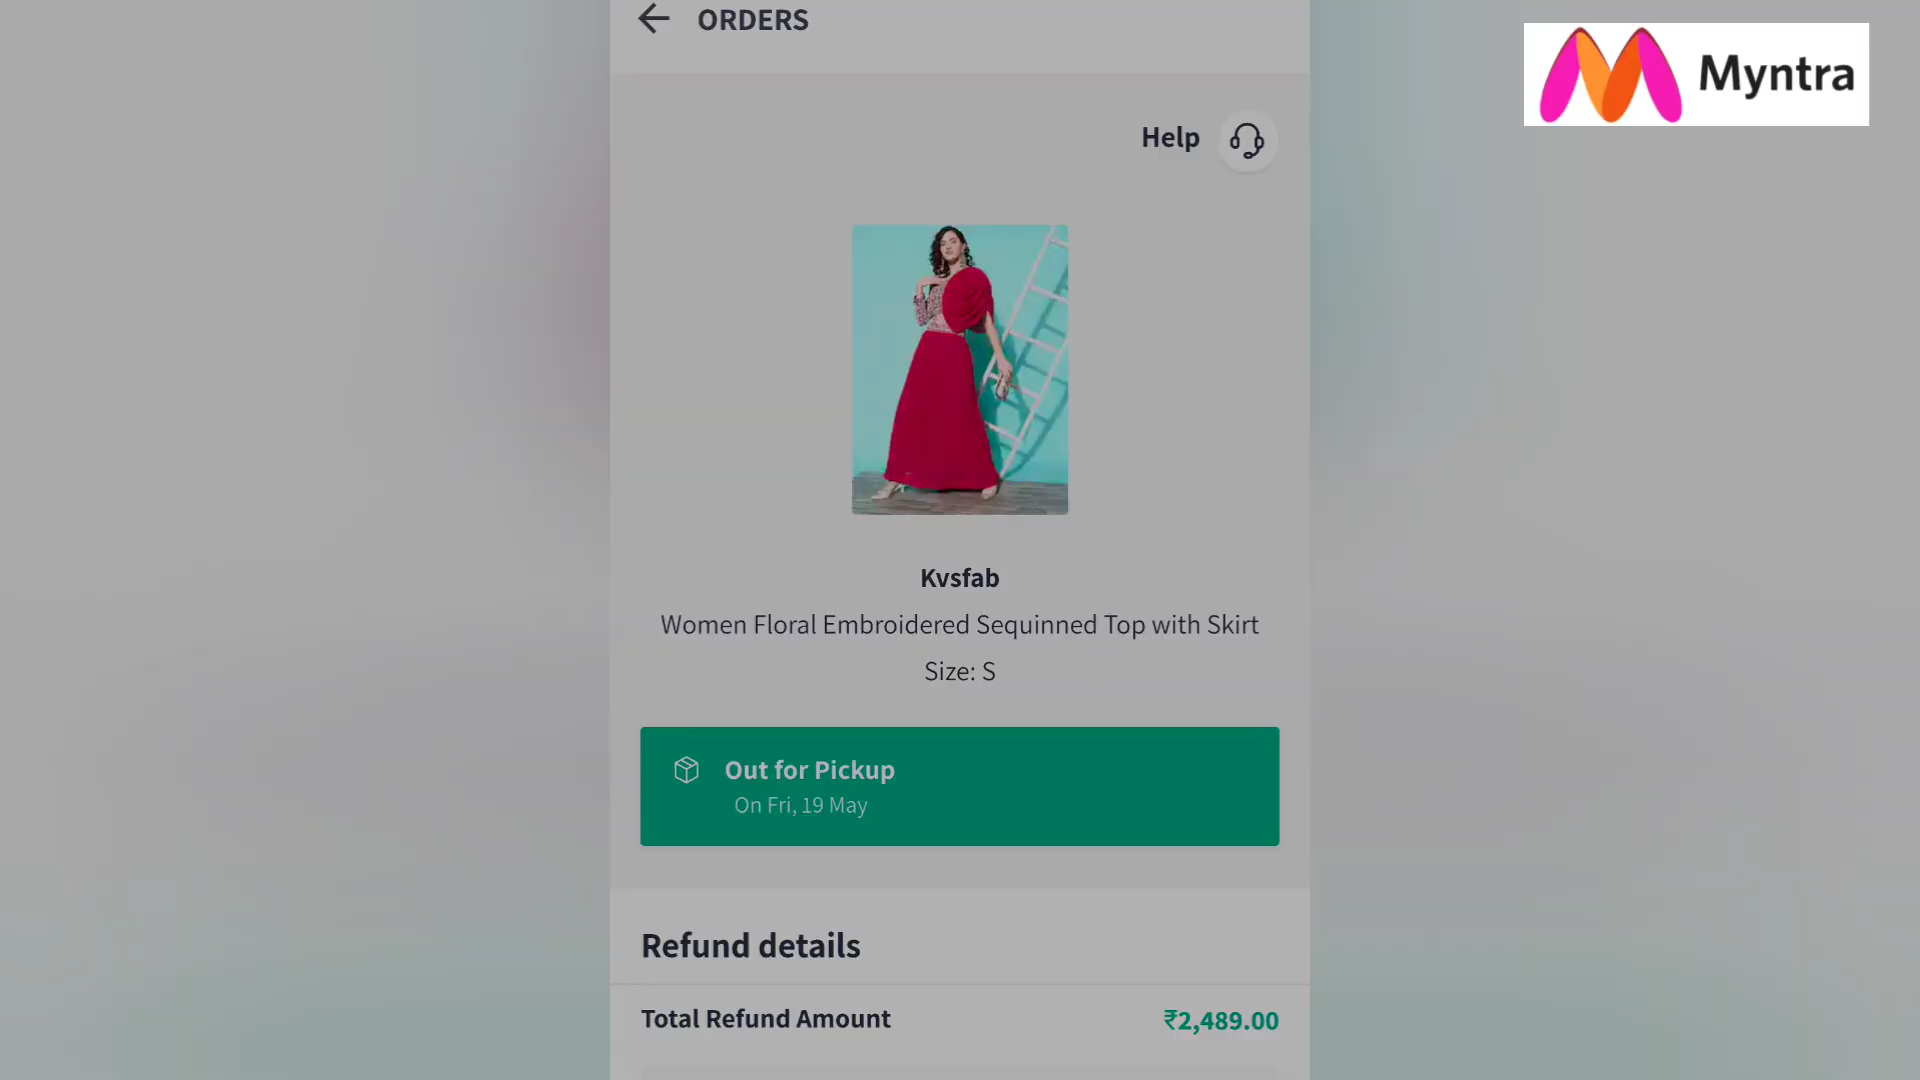 ORDERS
Myntra
Help
Kvsfab
Women Floral Embroidered Sequinned Top with Skirt
Size: S
Out for Pickup
On Fri, 19 May
Refund details
Total Refund Amount ₹2,489.00